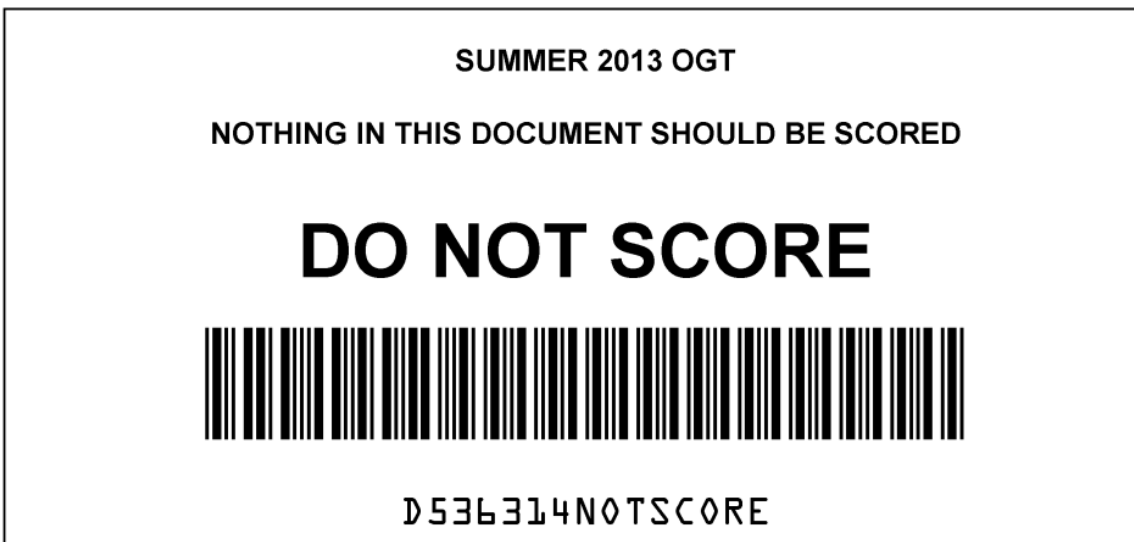 SUMMER 2013 OGT
NOTHING IN THIS DOCUMENT SHOULD BE SCORED
DO NOT SCORE
D536314NOTSCORE